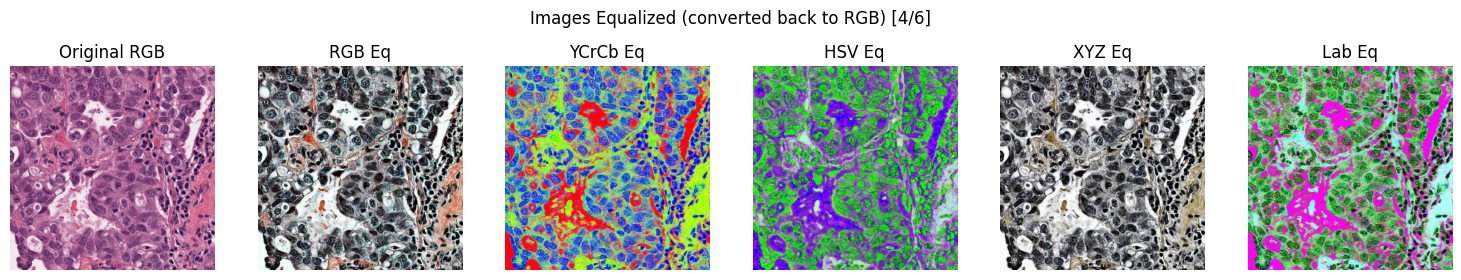 Images Equalized (converted back to RGB) [4/6]
Original RGB
RGB Eq
YCrCb Eq
HSV Eq
XYZ Eq
Lab Eq